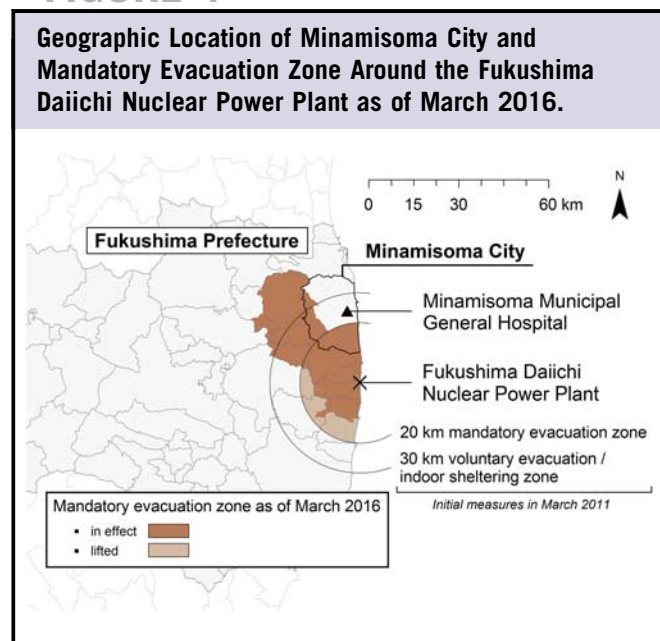 Geographic Location of Minamisoma City and
Mandatory Evacuation Zone Around the Fukushima
Daiichi Nuclear Power Plant as of March 2016.
N
0 15 30 60 km
Fukushima Prefecture
Minamisoma City
Minamisoma Municipal
General Hospital
Fukushima Daiichi
Nuclear Power Plant
20 km mandatory evacuation zone
30 km voluntary evacuation /
indoor sheltering zone
Initial measures in March 2011
Mandatory evacuation zone as of March 2016
▪ in effect
▪ lifted